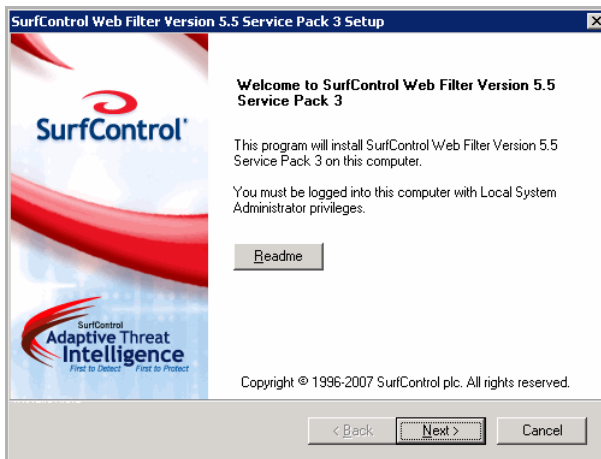 SurfControl Web Filter Version 5.5 Service Pack 3 Setup
SurfControl
Welcome to SurfControl Web Filter Version 5.5
Service Pack 3
This program will install SurfControl Web Filter Version 5.5
Service Pack 3 on this computer.
You must be logged into this computer with Local System
Administrator privileges.
Readme
SurfControl
Adaptive Threat
Intelligence
First to Detect First to Protect
Copyright © 1996-2007 SurfControl plc. All rights reserved.
< Back Next > Cancel